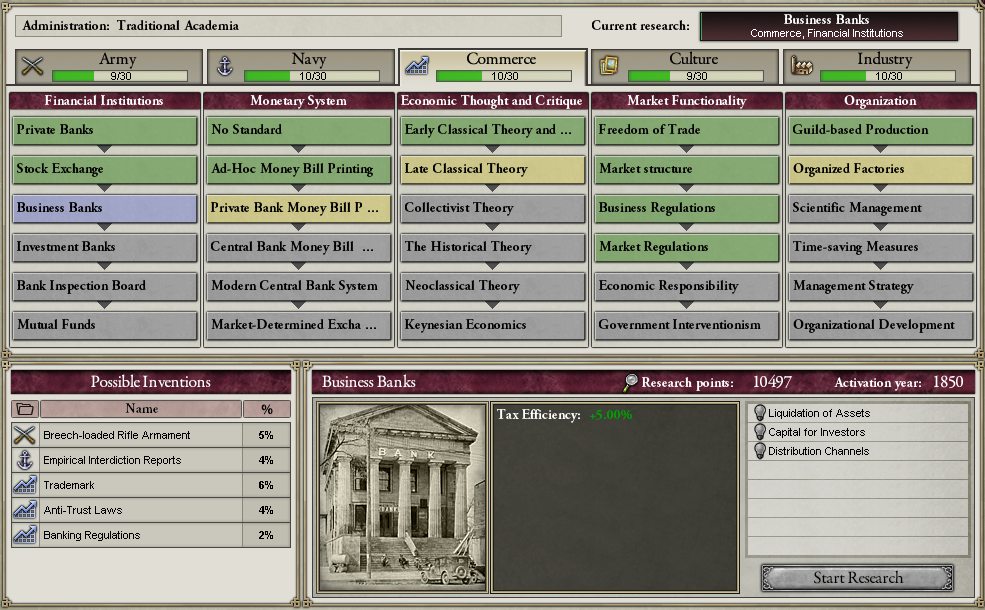 Administration: Traditional Academia
Current research:
Business Banks
Commerce, Financial Institutions
Army
9/30
Navy
10/30
Commerce
10/30
Culture
9/30
Industry
10/30
Financial Institutions
Monetary System
Economic Thought and Critique
Market Functionality
Organization
Private Banks
No Standard
Early Classical Theory and ...
Freedom of Trade
Guild-based Production
Stock Exchange
Ad-Hoc Money Bill Printing
Late Classical Theory
Market structure
Organized Factories
Business Banks
Private Bank Money Bill P ...
Collectivist Theory
Business Regulations
Scientific Management
Investment Banks
Central Bank Money Bill ...
The Historical Theory
Market Regulations
Time-saving Measures
Bank Inspection Board
Modern Central Bank System
Neoclassical Theory
Economic Responsibility
Management Strategy
Mutual Funds
Market-Determined Excha ...
Keynesian Economics
Government Interventionism
Organizational Development
Possible Inventions
Name
%
Breech-loaded Rifle Armament
5%
Empirical Interdiction Reports
4%
Trademark
6%
Anti-Trust Laws
4%
Banking Regulations
2%
Business Banks
Research points: 10497
Activation year: 1850
BANK
Tax Efficiency: +5.00%
Liquidation of Assets
Capital for Investors
Distribution Channels
Start Research